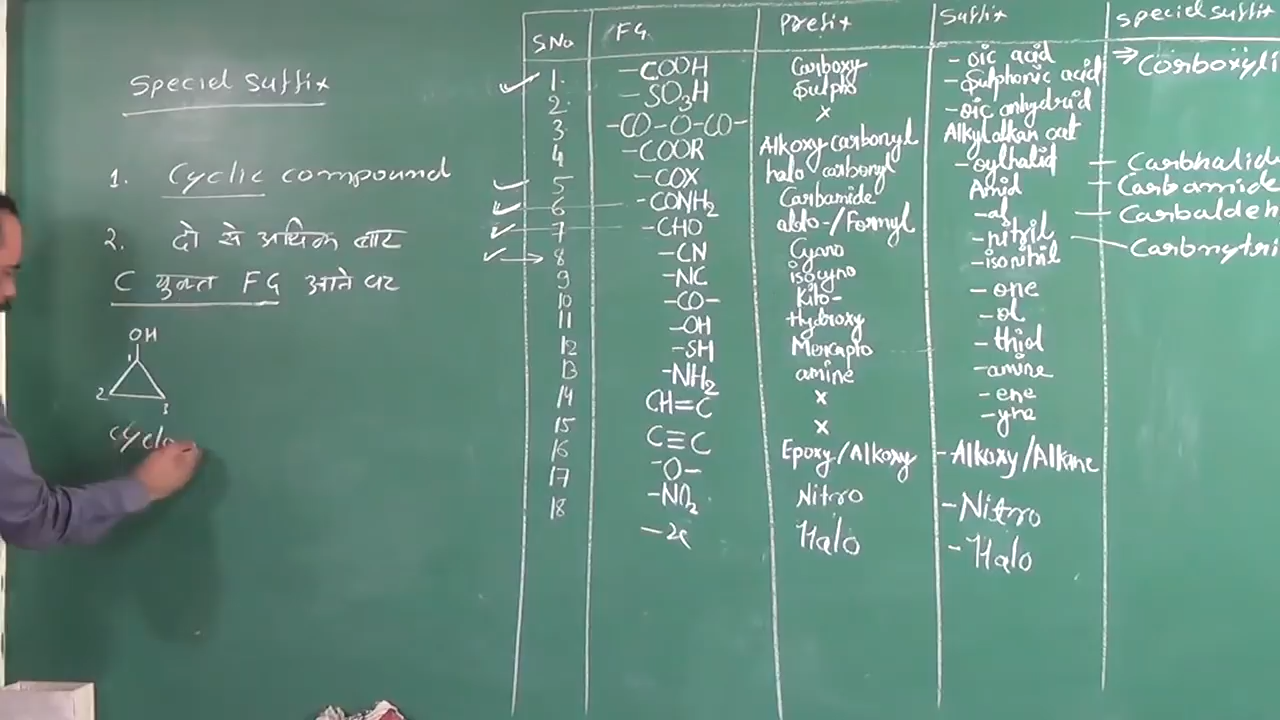 Special Suffix
1. Cyclic compound
2. दो से अधिक बार
C युक्त FG आने पर
OH
1
2 3
Cyclo
S.No FG Prefix Suffix special suffix
1. -COOH Carboxy - oic acid ⇒ Corboxyli
2. -SO3H Sulpho - Sulphonic acid
3. -CO-O-CO- x - oic anhydrid
4 -COOR Alkoxy carbonyl Alkylalkan oat
5 -COX halo carbonyl - oylhalid - Carbhalide
6 -CONH2 Carbamide Amid - Carbamide
7 -CHO aldo-/Formyl - al - Carbaldeh
8 -CN Cyano - nitril - Carbnytri
9 -NC isocyno - isonitril
10 -CO- Kito- - one
11 -OH Hydroxy - ol
12 -SH Mercapto - thiol
13 -NH2 amine - amine
14 CH=C x - ene
15 C≡C x - yne
16 -O- Epoxy/Alkoxy - Alkoxy/Alkane
17 -NO2 Nitro - Nitro
18 Halo - Halo